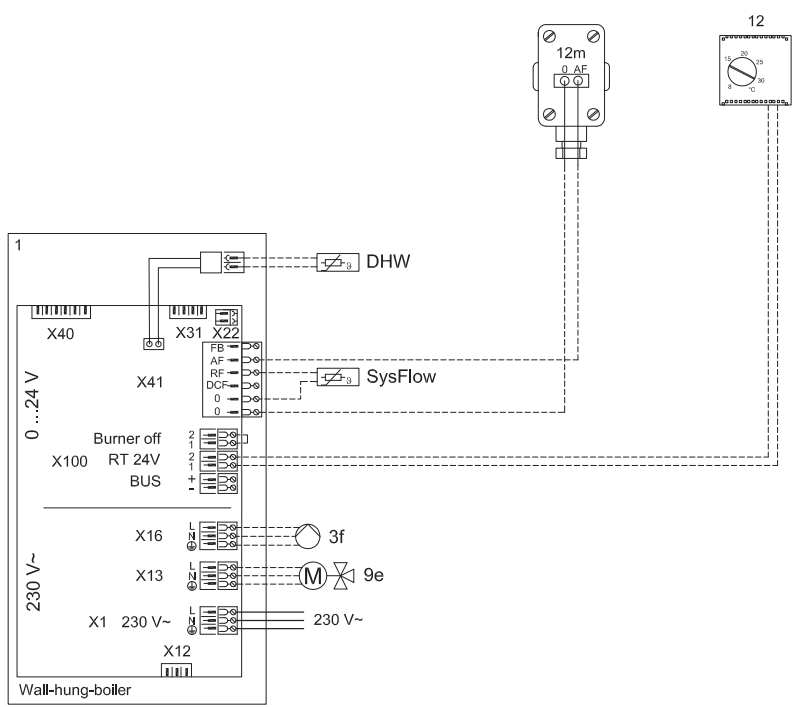 12
12m
0 AF
8 15 20 25 30 °C
1
DHW
X40
X31 X22
FB
AF
RF
DCF
0
0
X41
SysFlow
0 ...24 V
Burner off 2
1
X100 RT 24V 2
1
BUS +
-
X16 L
N
3f
230 V~
X13 L
N
M 9e
X1 230 V~ L
N
230 V~
X12
Wall-hung-boiler